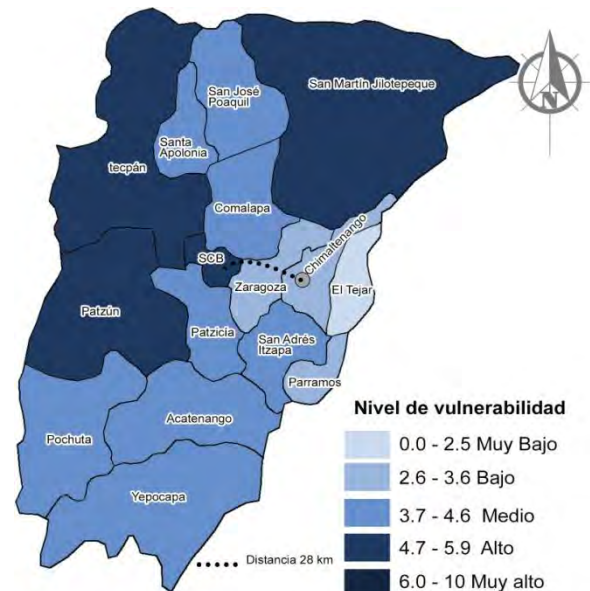 San José
Poaquil
San Martín Jilotepeque
N
Santa
Apolonia
tecpán
Comalapa
Chimaltenango
SCB
Zaragoza
El Tejar
Patzún
Patzicía
San Adrés
Itzapa
Parramos
Pochuta
Acatenango
Yepocapa
Distancia 28 km
Nivel de vulnerabilidad
0.0 - 2.5 Muy Bajo
2.6 - 3.6 Bajo
3.7 - 4.6 Medio
4.7 - 5.9 Alto
6.0 - 10 Muy alto